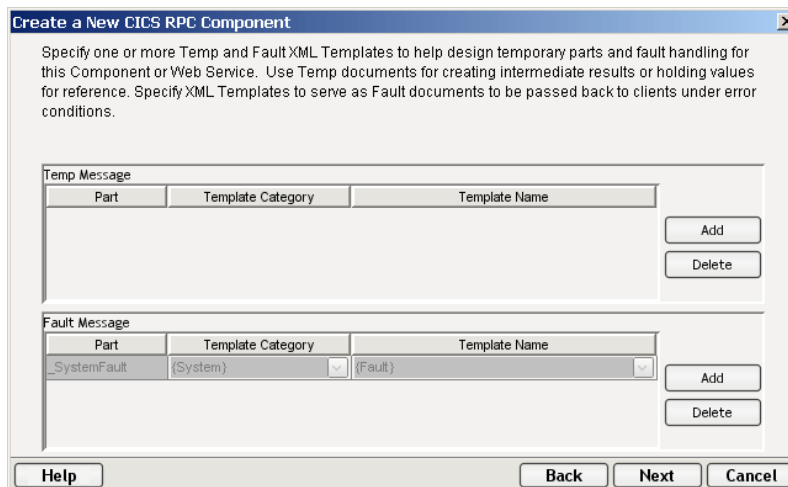 Create a New CICS RPC Component
Specify one or more Temp and Fault XML Templates to help design temporary parts and fault handling for
this Component or Web Service. Use Temp documents for creating intermediate results or holding values
for reference. Specify XML Templates to serve as Fault documents to be passed back to clients under error
conditions.
Temp Message
Part Template Category Template Name
Add
Delete
Fault Message
Part Template Category Template Name
_SystemFault {System} {Fault}
Add
Delete
Help Back Next Cancel